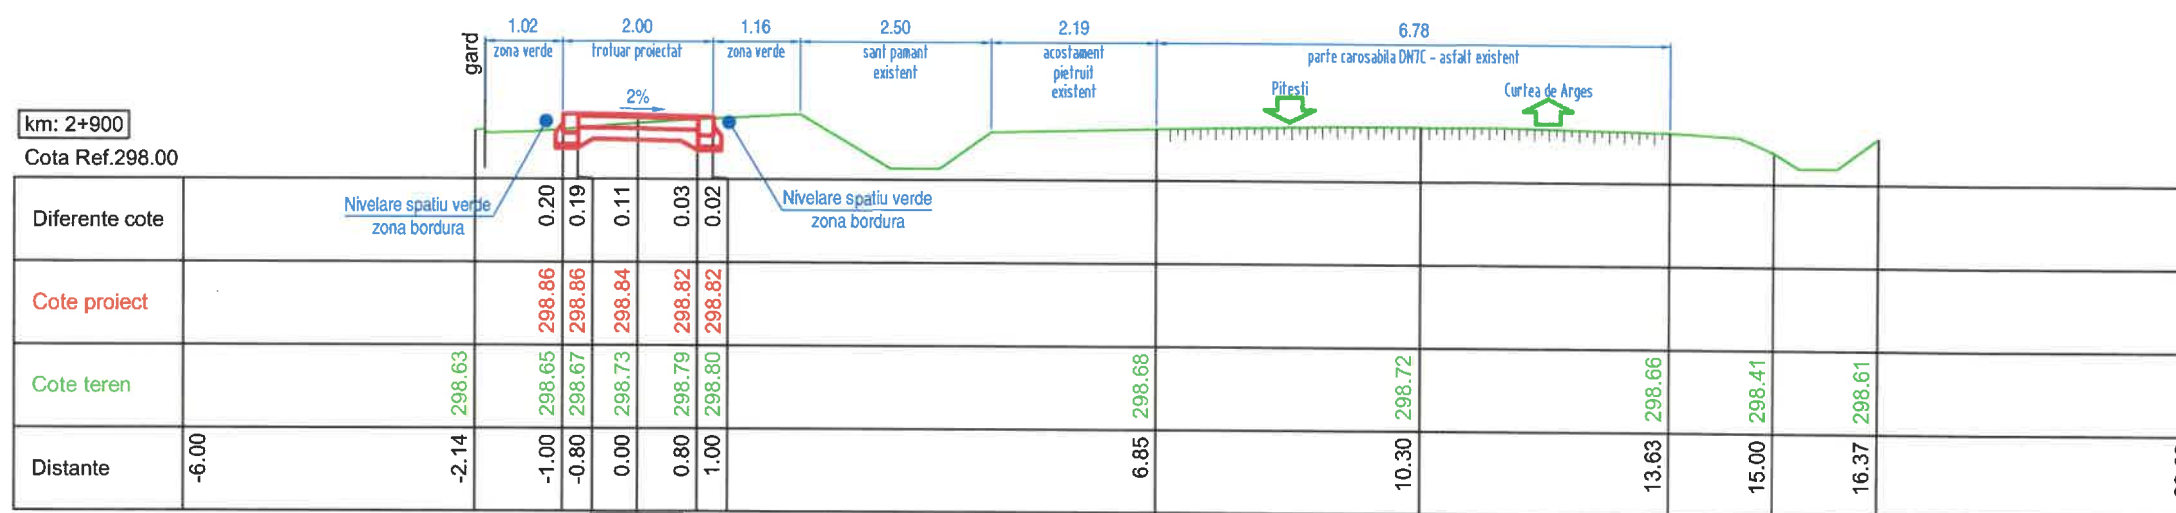 1.02 2.00 1.16 2.50 2.19 6.78
gard
zona verde trotuar proiectat zona verde sant pamant existent acostament pietruit existent parte carosabila DN7C - asfalt existent
2%
Pitesti
Curtea de Arges
km: 2+900
Cota Ref.298.00
Nivelare spatiu verde
zona bordura
Nivelare spatiu verde
zona bordura
Diferente cote 0.20 0.19 0.11 0.03 0.02
Cote proiect 298.86 298.86 298.84 298.82 298.82
Cote teren 298.63 298.65 298.67 298.73 298.79 298.80 298.68 298.72 298.66 298.41 298.61
Distante -6.00 -2.14 -1.00 -0.80 0.00 0.80 1.00 6.85 10.30 13.63 15.00 16.37